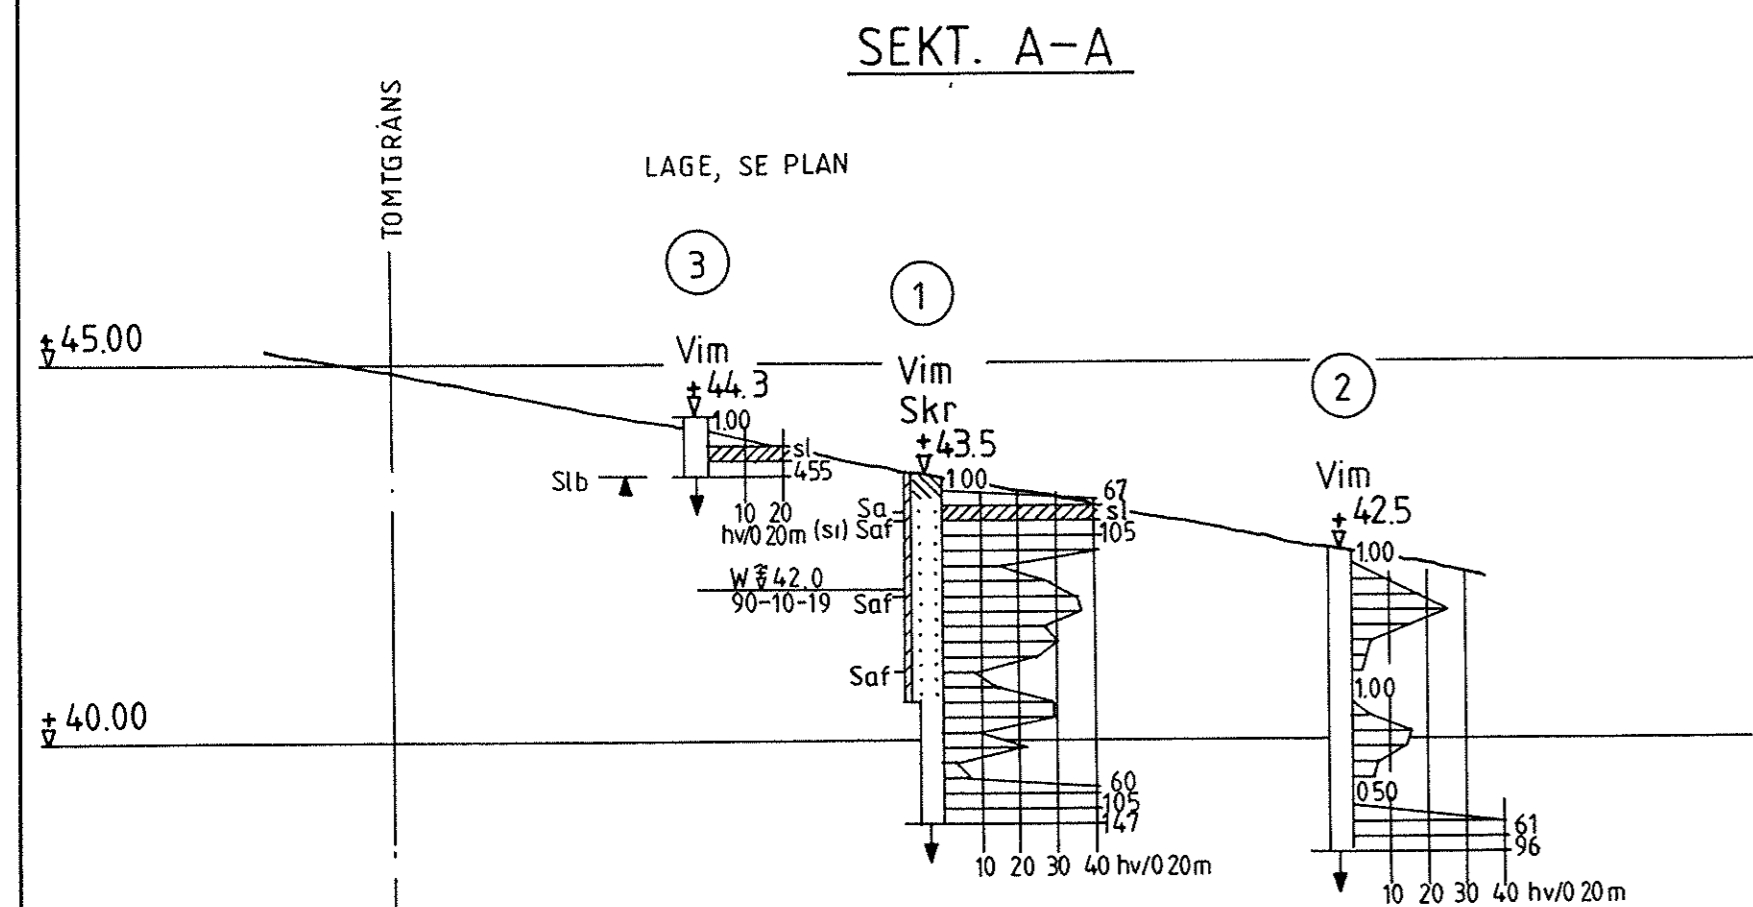 SEKT. A-A
TOMTGRÄNS
LAGE, SE PLAN
3
1
2
+45.00
Vim
+44.3
1.00
sl
455
Slb
10 20
hv/0 20m
Vim
Skr
+43.5
1.00
67
sl
105
Sa
(si) Saf
W 42.0
90-10-19
Saf
Saf
60
105
147
10 20 30 40 hv/0 20m
Vim
+42.5
1.00
1.00
0.50
61
96
10 20 30 40 hv/0 20m
+40.00